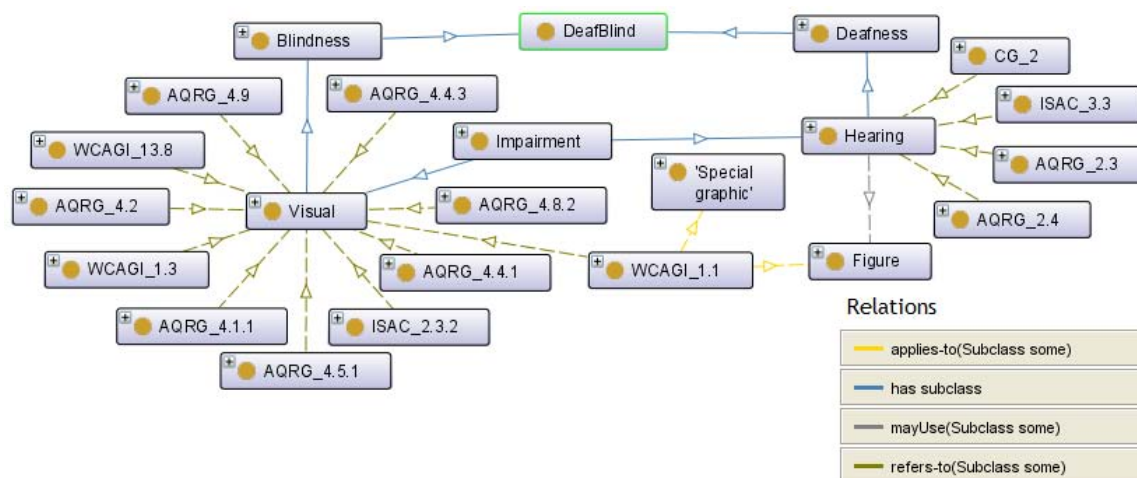 Blindness
DeafBlind
Deafness
CG_2
AQRG_4.9
AQRG_4.4.3
ISAC_3.3
WCAGI_13.8
Impairment
Hearing
'Special
graphic'
AQRG_2.3
AQRG_4.2
Visual
AQRG_4.8.2
AQRG_2.4
WCAGI_1.3
AQRG_4.4.1
WCAGI_1.1
Figure
AQRG_4.1.1
ISAC_2.3.2
AQRG_4.5.1
Relations
applies-to(Subclass some)
has subclass
mayUse(Subclass some)
refers-to(Subclass some)